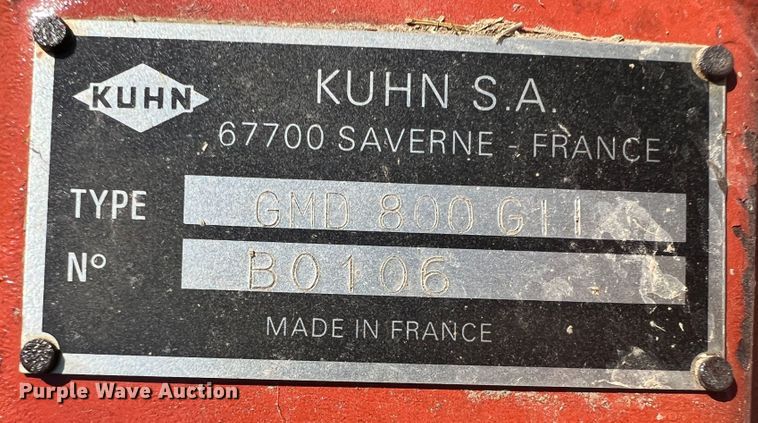 KUHN
KUHN S.A.
67700 SAVERNE - FRANCE
TYPE GMD 800 GII
N° B0106
MADE IN FRANCE
Purple Wave Auction